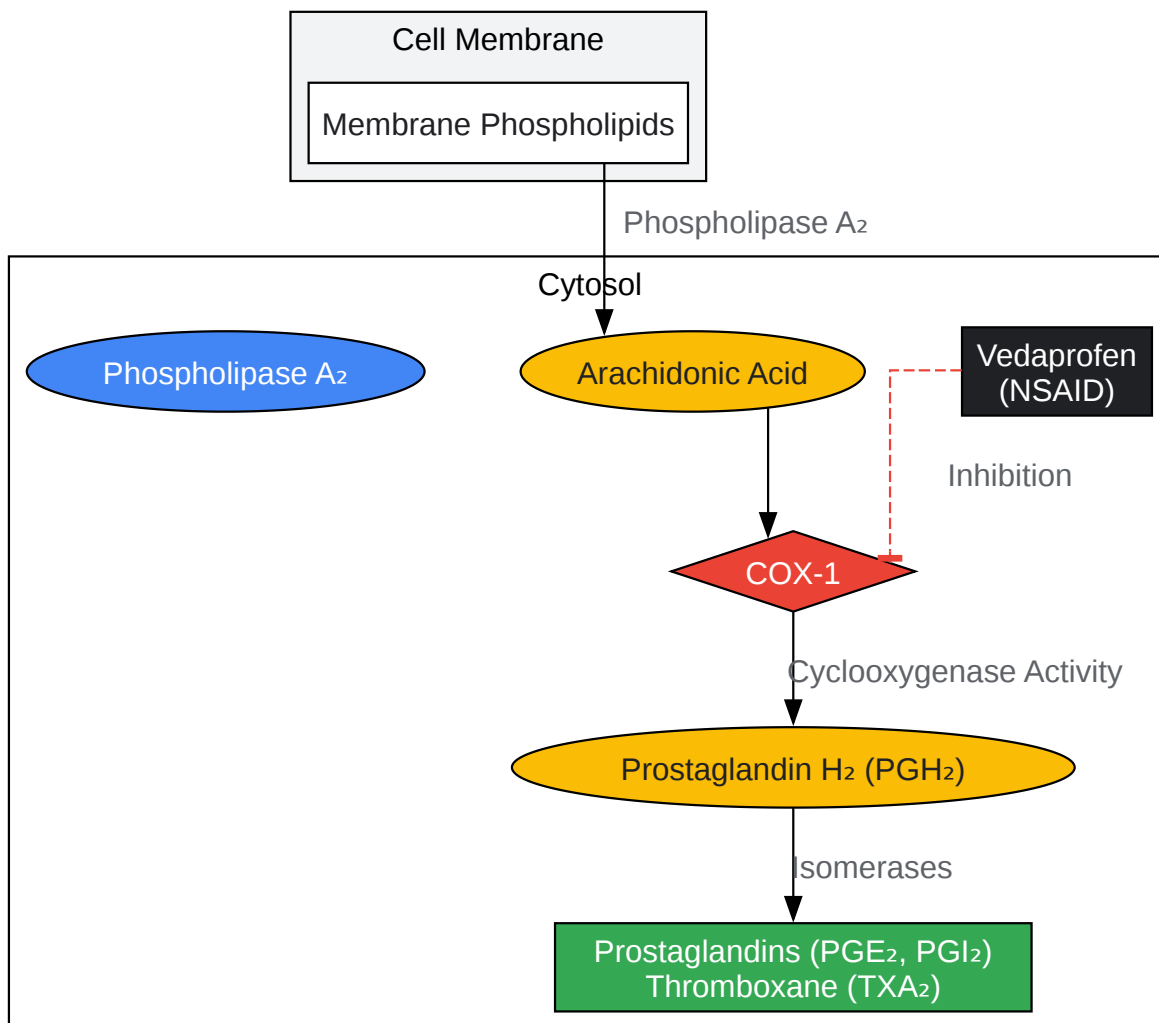 Cell Membrane
Membrane Phospholipids
Phospholipase A₂
Cytosol
Phospholipase A₂
Arachidonic Acid
Vedaprofen
(NSAID)
Inhibition
COX-1
Cyclooxygenase Activity
Prostaglandin H₂ (PGH₂)
Isomerases
Prostaglandins (PGE₂, PGI₂)
Thromboxane (TXA₂)